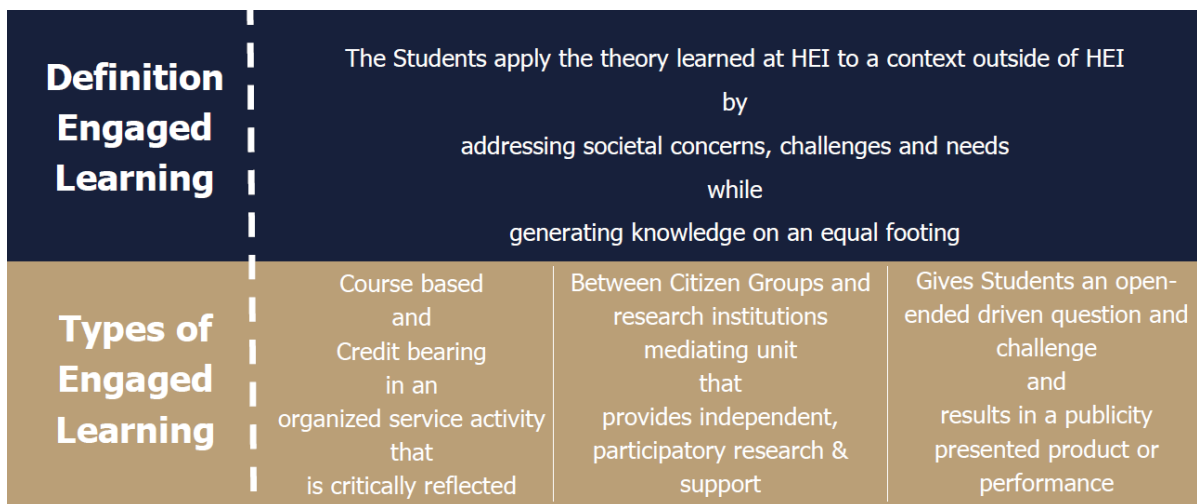 Definition
Engaged
Learning
The Students apply the theory learned at HEI to a context outside of HEI
by
addressing societal concerns, challenges and needs
while
generating knowledge on an equal footing
Types of
Engaged
Learning
Course based
and
Credit bearing
in an
organized service activity
that
is critically reflected
Between Citizen Groups and
research institutions
mediating unit
that
provides independent,
participatory research &
support
Gives Students an open-
ended driven question and
challenge
and
results in a publicity
presented product or
performance